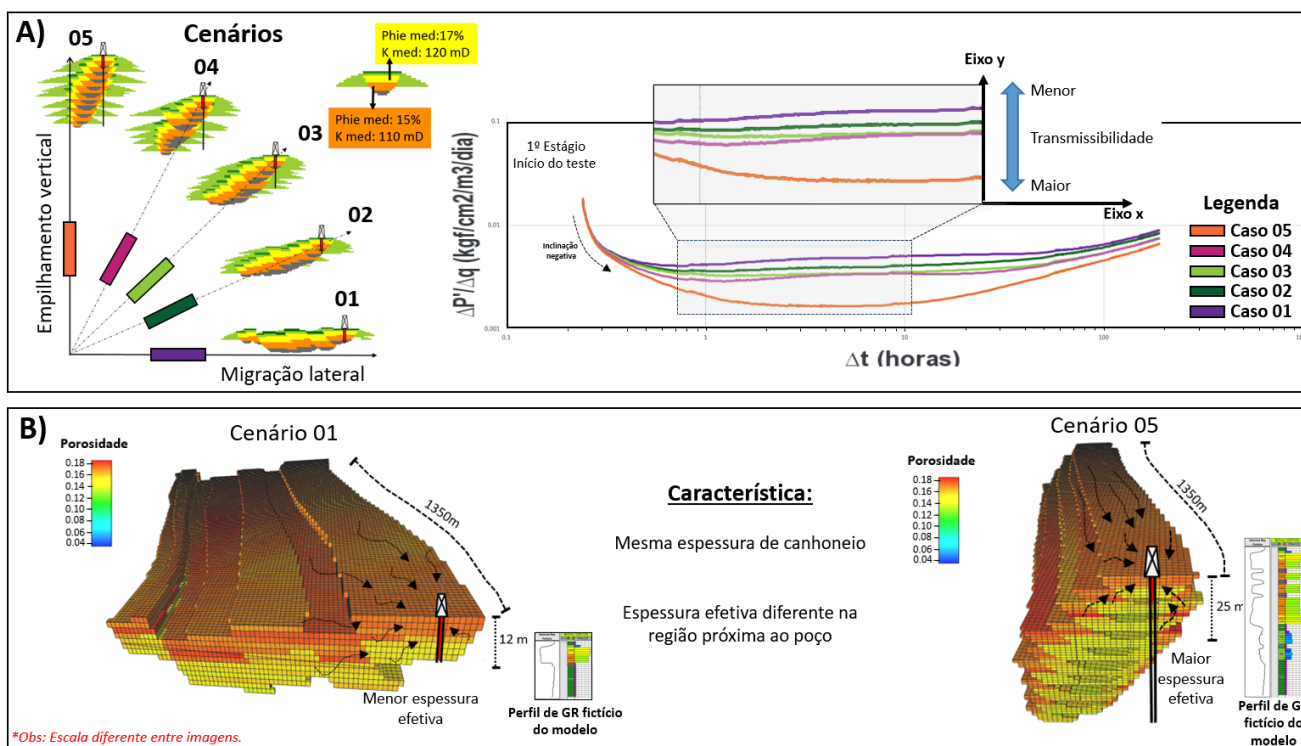 A)
Cenários
05
04
03
02
01
Phie med:17%
K med: 120 mD
Phie med: 15%
K med: 110 mD
Empilhamento vertical
Migração lateral
Eixo y
Menor
Transmissibilidade
Maior
Eixo x
1º Estágio
Início do teste
Inclinação
negativa
ΔP'/Δq (kgf/cm2/m3/dia)
0.1
0.01
0.001
0.1
1
10
100
Δt (horas)
Legenda
Caso 05
Caso 04
Caso 03
Caso 02
Caso 01
B)
Cenário 01
Porosidade
0.18
0.16
0.14
0.12
0.10
0.08
0.06
0.04
1350m
12 m
Menor espessura
efetiva
Perfil de GR fictício
do modelo
*Obs: Escala diferente entre imagens.
Característica:
Mesma espessura de canhoneio
Espessura efetiva diferente na
região próxima ao poço
Cenário 05
Porosidade
0.18
0.16
0.14
0.12
0.10
0.08
0.06
0.04
1350m
25 m
Maior
espessura
efetiva
Perfil de G
fictício do
modelo